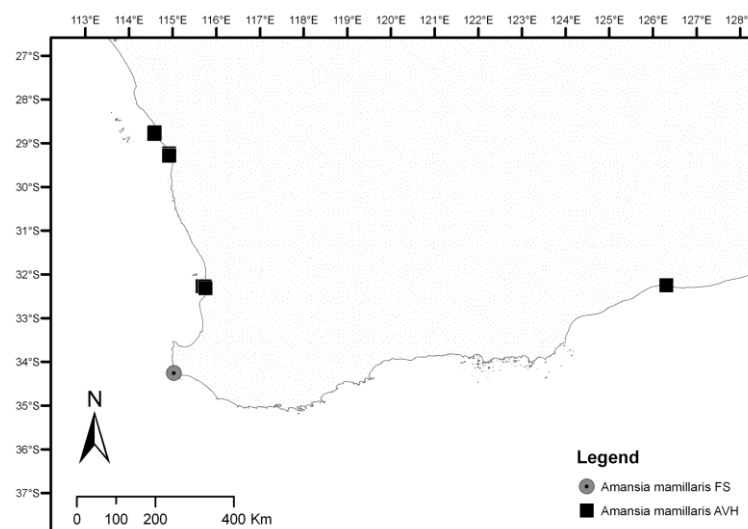 113°E 114°E 115°E 116°E 117°E 118°E 119°E 120°E 121°E 122°E 123°E 124°E 125°E 126°E 127°E 128°E
27°S
28°S
29°S
30°S
31°S
32°S
33°S
34°S
35°S
36°S
37°S
N
0 100 200 400 Km
Legend
Amansia mamillaris FS
Amansia mamillaris AVH